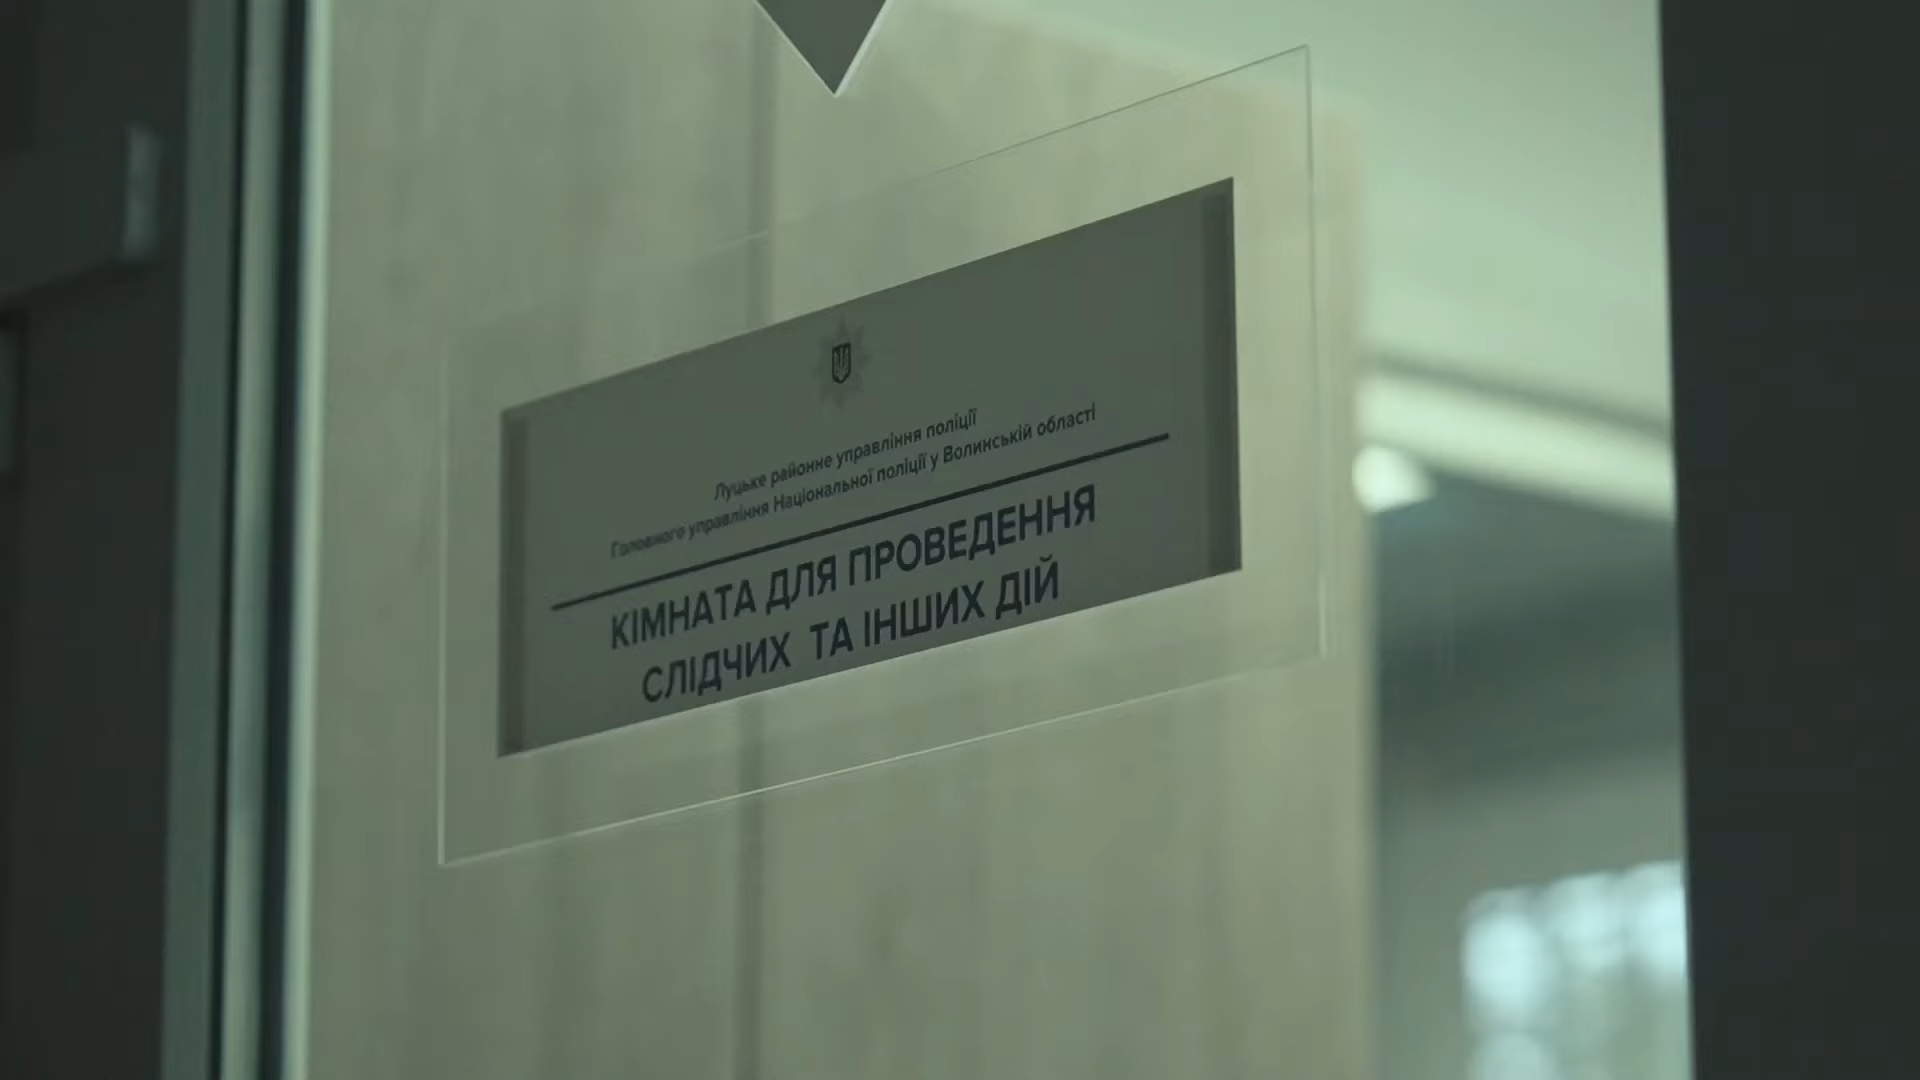 Луцьке районне управління поліції
Головного управління Національної поліції у Волинській області
КІМНАТА ДЛЯ ПРОВЕДЕННЯ
СЛІДЧИХ ТА ІНШИХ ДІЙ